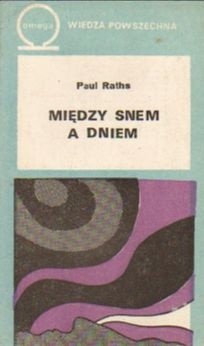 omega
WIEDZA POWSZECHNA
Paul Raths
MIĘDZY SNEM
A DNIEM